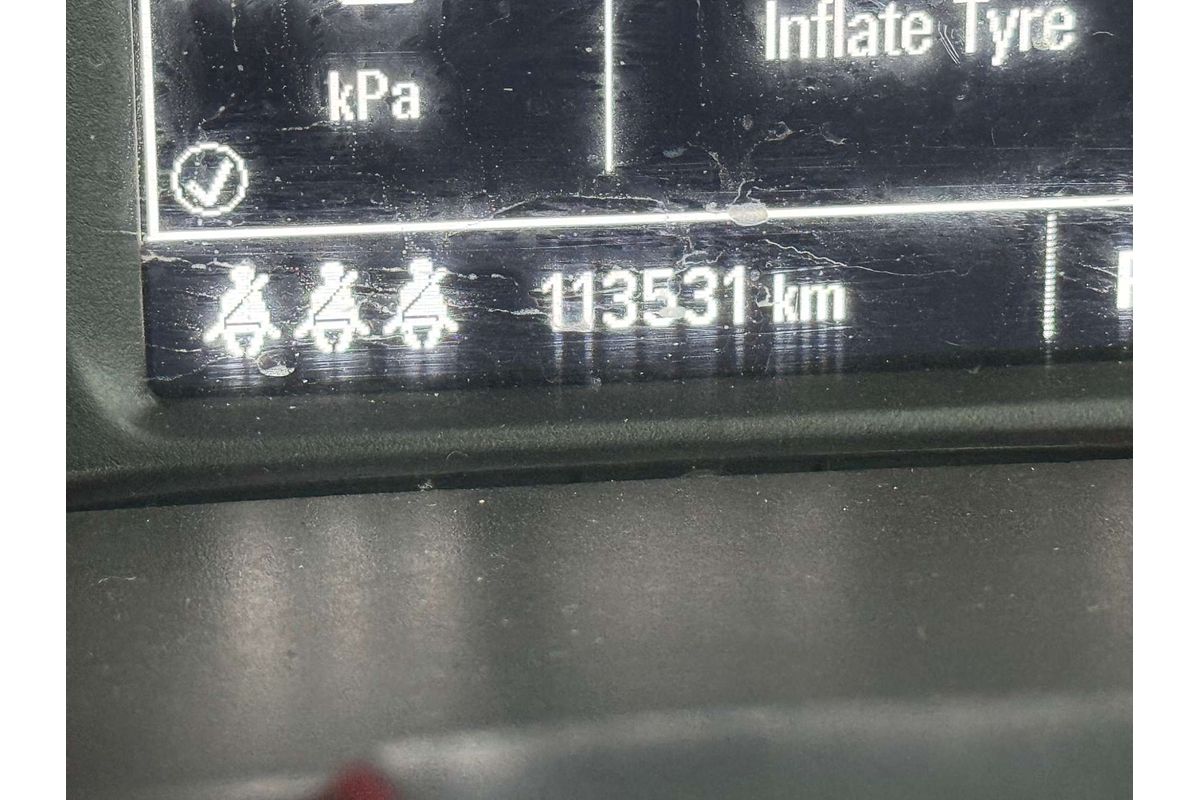 Inflate Tyre
kPa
113531 km